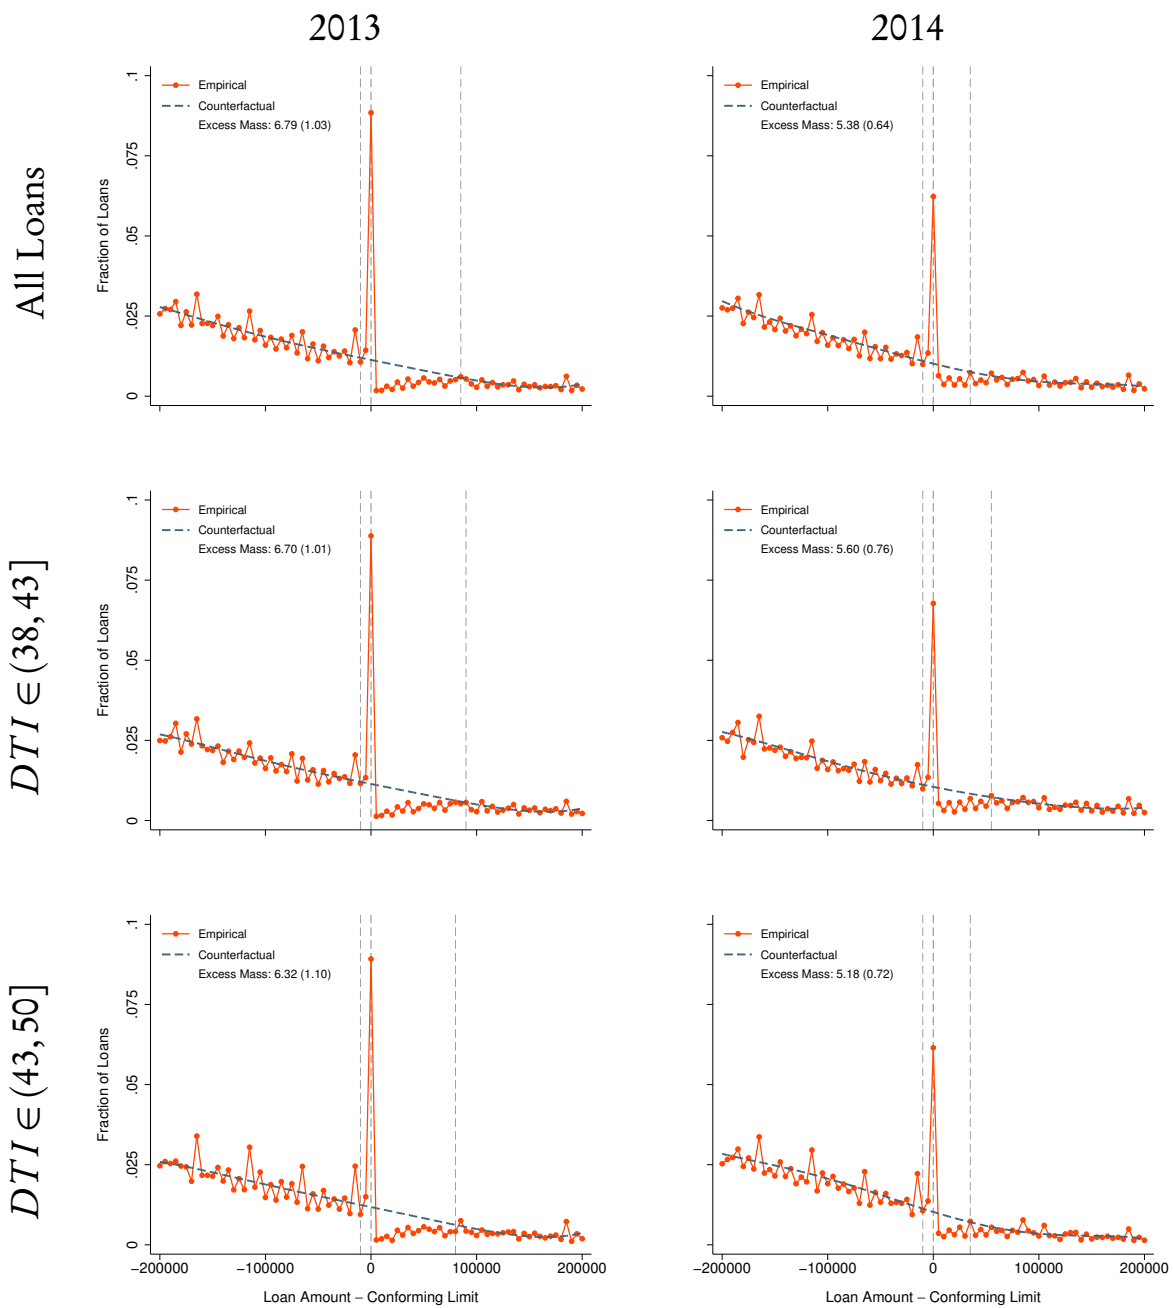 2013
2014
All Loans
Fraction of Loans
.1
.075
.05
.025
0
Empirical
Counterfactual
Excess Mass: 6.79 (1.03)
−200000
−100000
0
100000
200000
Empirical
Counterfactual
Excess Mass: 5.38 (0.64)
DTI ∈ (38, 43]
Fraction of Loans
.1
.075
.05
.025
0
Empirical
Counterfactual
Excess Mass: 6.70 (1.01)
Empirical
Counterfactual
Excess Mass: 5.60 (0.76)
DTI ∈ (43, 50]
Fraction of Loans
.1
.075
.05
.025
0
Empirical
Counterfactual
Excess Mass: 6.32 (1.10)
Empirical
Counterfactual
Excess Mass: 5.18 (0.72)
−200000 −100000 0 100000 200000
Loan Amount − Conforming Limit
−200000 −100000 0 100000 200000
Loan Amount − Conforming Limit